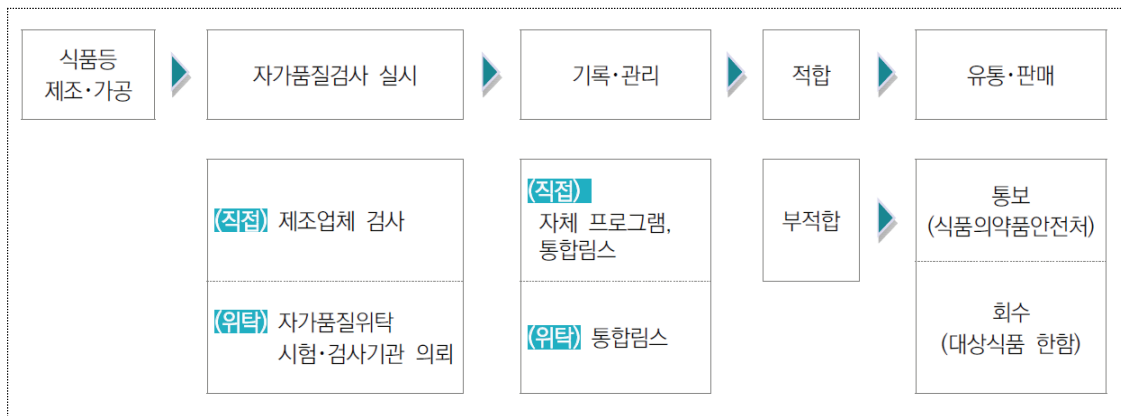 식품등
제조·가공
자가품질검사 실시
기록·관리
적합
유통·판매
(직접) 제조업체 검사
(위탁) 자가품질위탁
시험·검사기관 의뢰
(직접)
자체 프로그램,
통합림스
(위탁) 통합림스
부적합
통보
(식품의약품안전처)
회수
(대상식품 한함)